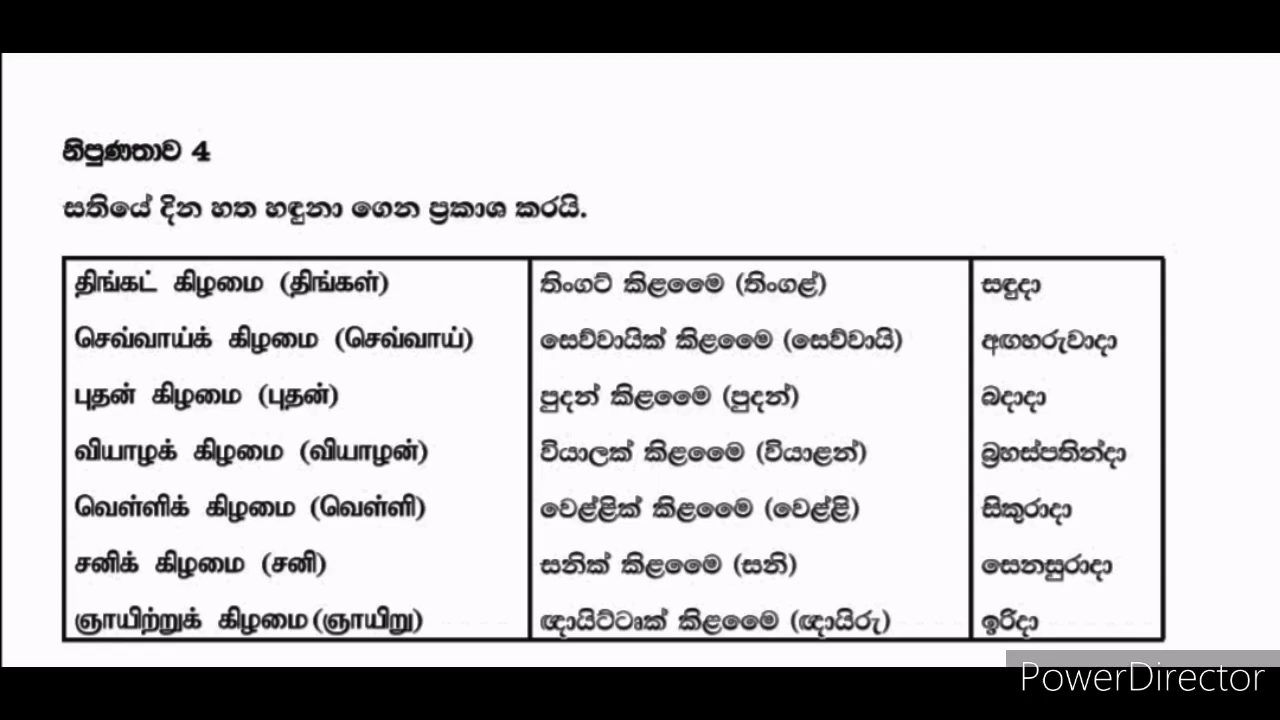 නිපුණතාව 4
සතියේ දින හත හඳුනා ගෙන ප්‍රකාශ කරයි.
திங்கட் கிழமை (திங்கள்) තිංගට් කිළමෛ (තිංගළ්) සඳුදා
செவ்வாய்க் கிழமை (செவ்வாய்) සෙව්වායික් කිළමෛ (සෙව්වායි) අඟහරුවාදා
புதன் கிழமை (புதன்) පුදන් කිළමෛ (පුදන්) බදාදා
வியாழக் கிழமை (வியாழன்) වියාලක් කිළමෛ (වියාළන්) බ්‍රහස්පතින්දා
வெள்ளிக் கிழமை (வெள்ளி) වෙළ්ළික් කිළමෛ (වෙළ්ළි) සිකුරාදා
சனிக் கிழமை (சனி) සනික් කිළමෛ (සනි) සෙනසුරාදා
ஞாயிற்றுக் கிழமை (ஞாயிறு) ඥායිට්ටෘක් කිළමෛ (ඥායිරු) ඉරිදා
PowerDirector